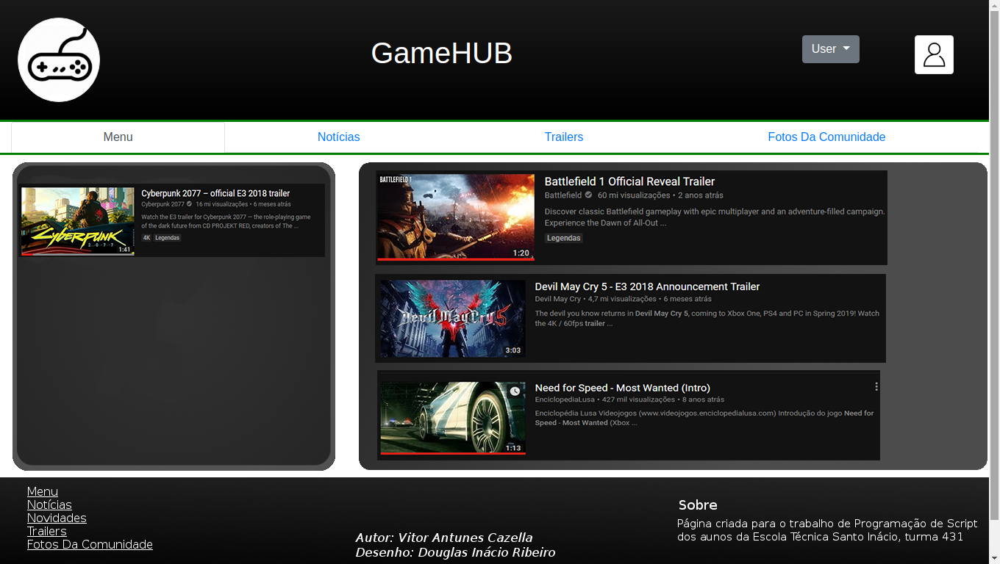 GameHUB
User
Menu
Notícias
Trailers
Fotos Da Comunidade
Cyberpunk 2077 – official E3 2018 trailer
Cyberpunk 2077 16 mi visualizações • 6 meses atrás
Watch the E3 trailer for Cyberpunk 2077 — the role-playing game
of the dark future from CD PROJEKT RED, creators of The ...
4K Legendas
Cyberpunk
2077
1:41
BATTLEFIELD 1
1:20
Battlefield 1 Official Reveal Trailer
Battlefield 60 mi visualizações • 2 anos atrás
Discover classic Battlefield gameplay with epic multiplayer and an adventure-filled campaign.
Experience the Dawn of All-Out ...
Legendas
Devil May Cry 5
3:03
Devil May Cry 5 - E3 2018 Announcement Trailer
Devil May Cry • 4,7 mi visualizações • 6 meses atrás
The devil you know returns in Devil May Cry 5, coming to Xbox One, PS4 and PC in Spring 2019! Watch
the 4K / 60fps trailer ...
1:13
Need for Speed - Most Wanted (Intro)
EnciclopediaLusa • 427 mil visualizações • 8 anos atrás
Enciclopédia Lusa Videojogos (www.videojogos.enciclopedialusa.com) Introdução do jogo Need for
Speed - Most Wanted (Xbox ...
Menu
Notícias
Novidades
Trailers
Fotos Da Comunidade
Autor: Vitor Antunes Cazella
Desenho: Douglas Inácio Ribeiro
Sobre
Página criada para o trabalho de Programação de Script
dos aunos da Escola Técnica Santo Inácio, turma 431